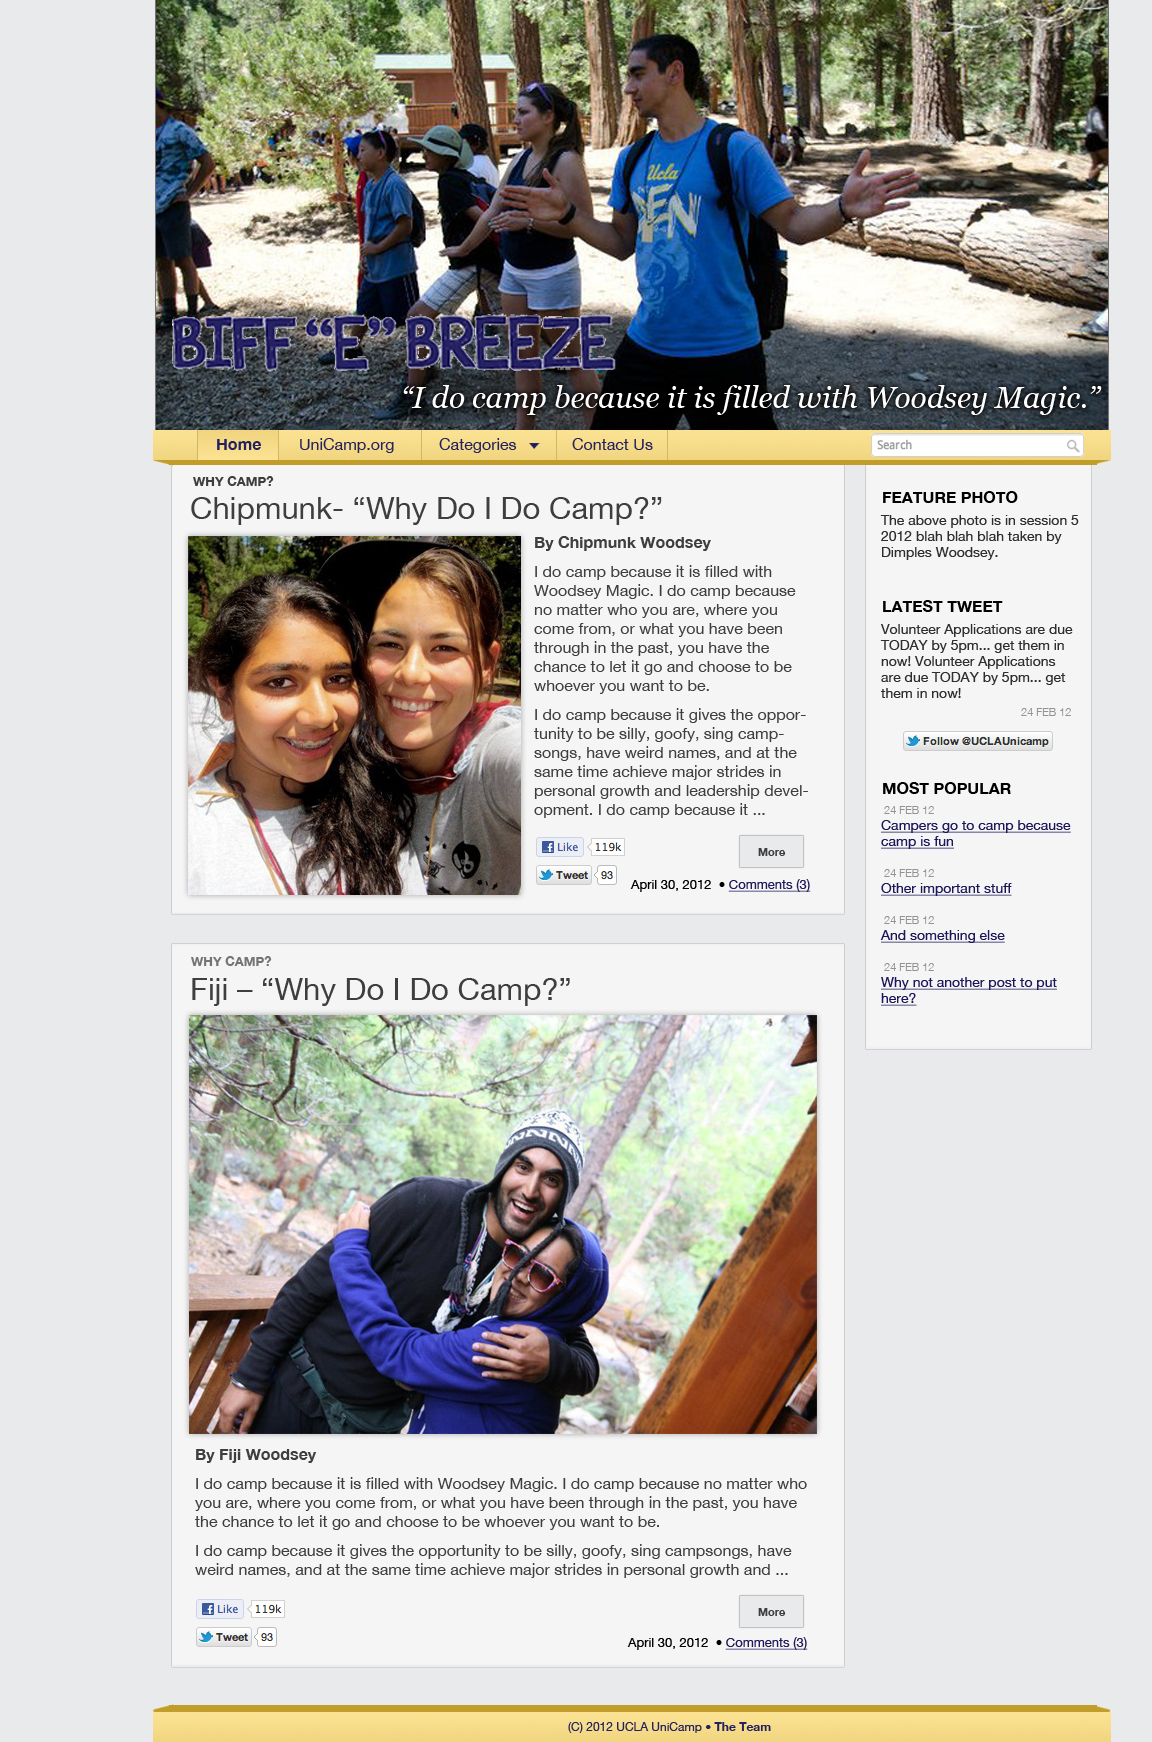 Ucla
BIFF “E” BREEZE
“I do camp because it is filled with Woodsey Magic.”
Home UniCamp.org Categories Contact Us Search
WHY CAMP?
Chipmunk- “Why Do I Do Camp?”
By Chipmunk Woodsey
I do camp because it is filled with
Woodsey Magic. I do camp because
no matter who you are, where you
come from, or what you have been
through in the past, you have the
chance to let it go and choose to be
whoever you want to be.
I do camp because it gives the oppor-
tunity to be silly, goofy, sing camp-
songs, have weird names, and at the
same time achieve major strides in
personal growth and leadership devel-
opment. I do camp because it ...
Like 119k
More
Tweet 93
April 30, 2012 • Comments (3)
FEATURE PHOTO
The above photo is in session 5
2012 blah blah blah taken by
Dimples Woodsey.
LATEST TWEET
Volunteer Applications are due
TODAY by 5pm... get them in
now! Volunteer Applications
are due TODAY by 5pm... get
them in now!
24 FEB 12
Follow @UCLAUnicamp
MOST POPULAR
24 FEB 12
Campers go to camp because
camp is fun
24 FEB 12
Other important stuff
24 FEB 12
And something else
24 FEB 12
Why not another post to put
here?
WHY CAMP?
Fiji – “Why Do I Do Camp?”
By Fiji Woodsey
I do camp because it is filled with Woodsey Magic. I do camp because no matter who
you are, where you come from, or what you have been through in the past, you have
the chance to let it go and choose to be whoever you want to be.
I do camp because it gives the opportunity to be silly, goofy, sing campsongs, have
weird names, and at the same time achieve major strides in personal growth and ...
Like 119k
More
Tweet 93
April 30, 2012 • Comments (3)
(C) 2012 UCLA UniCamp • The Team